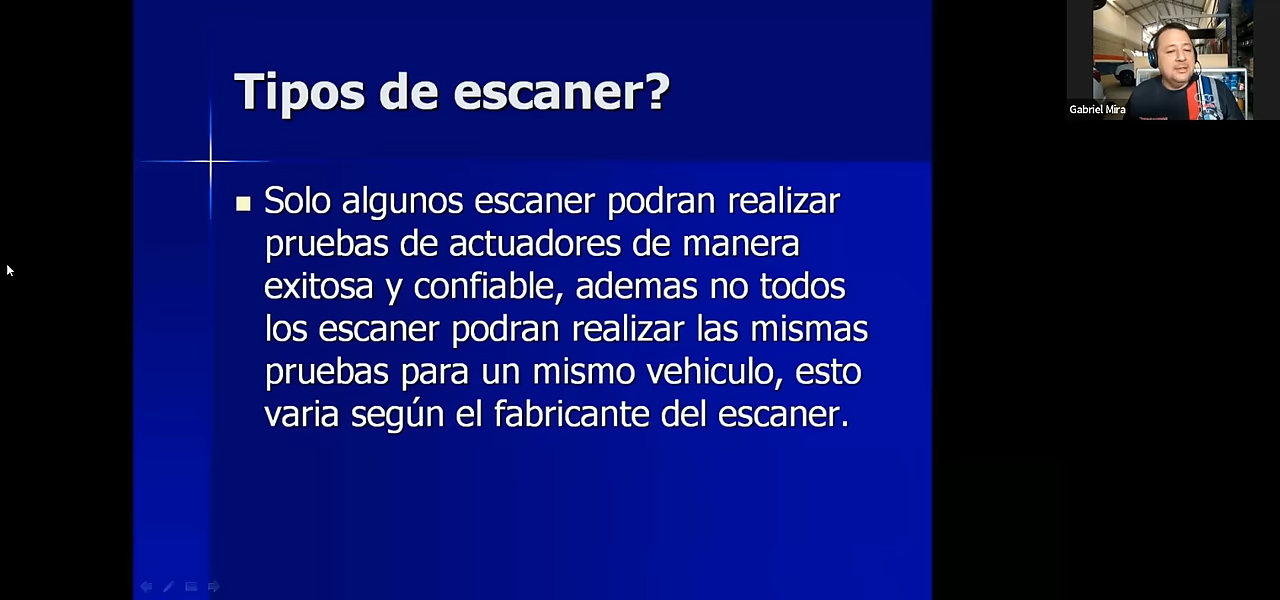 Tipos de escaner?
Solo algunos escaner podran realizar
pruebas de actuadores de manera
exitosa y confiable, ademas no todos
los escaner podran realizar las mismas
pruebas para un mismo vehiculo, esto
varia según el fabricante del escaner.
Gabriel Mira